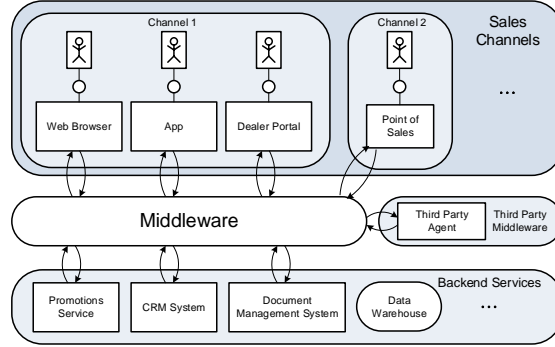 Channel 1
Channel 2
Sales
Channels
Web Browser
App
Dealer Portal
Point of
Sales
...
Middleware
Third Party
Agent
Third Party
Middleware
Backend Services
Promotions
Service
CRM System
Document
Management System
Data
Warehouse
...